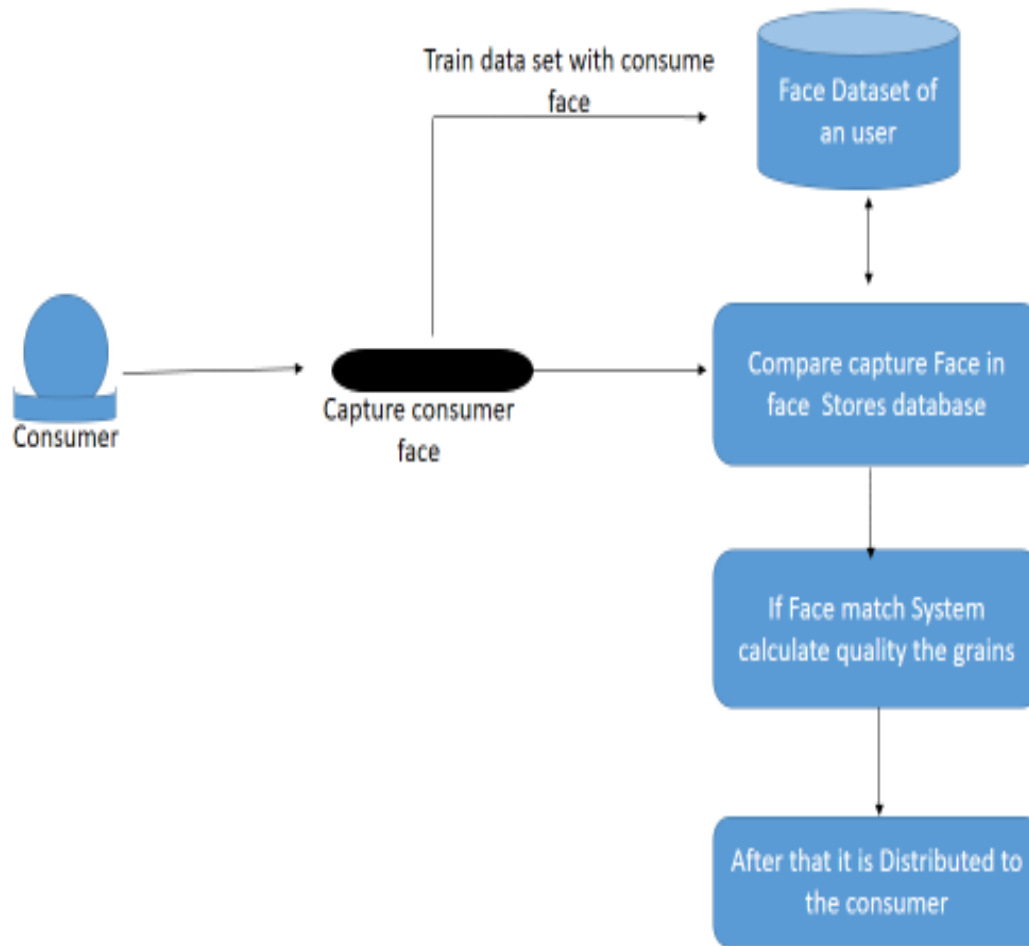 Train data set with consume
face
Face Dataset of
an user
Consumer
Capture consumer
face
Compare capture Face in
face Stores database
If Face match System
calculate quality the grains
After that it is Distributed to
the consumer